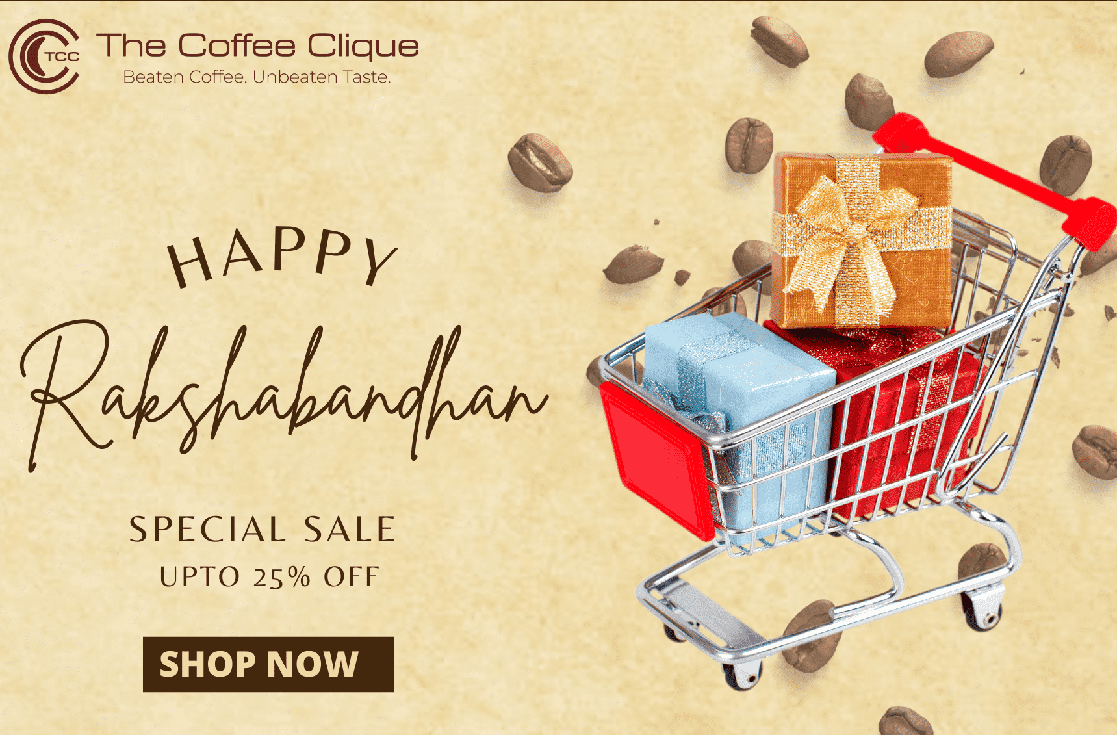 TCC
The Coffee Clique
Beaten Coffee. Unbeaten Taste.
HAPPY
Rakshabandhan
SPECIAL SALE
UPTO 25% OFF
SHOP NOW